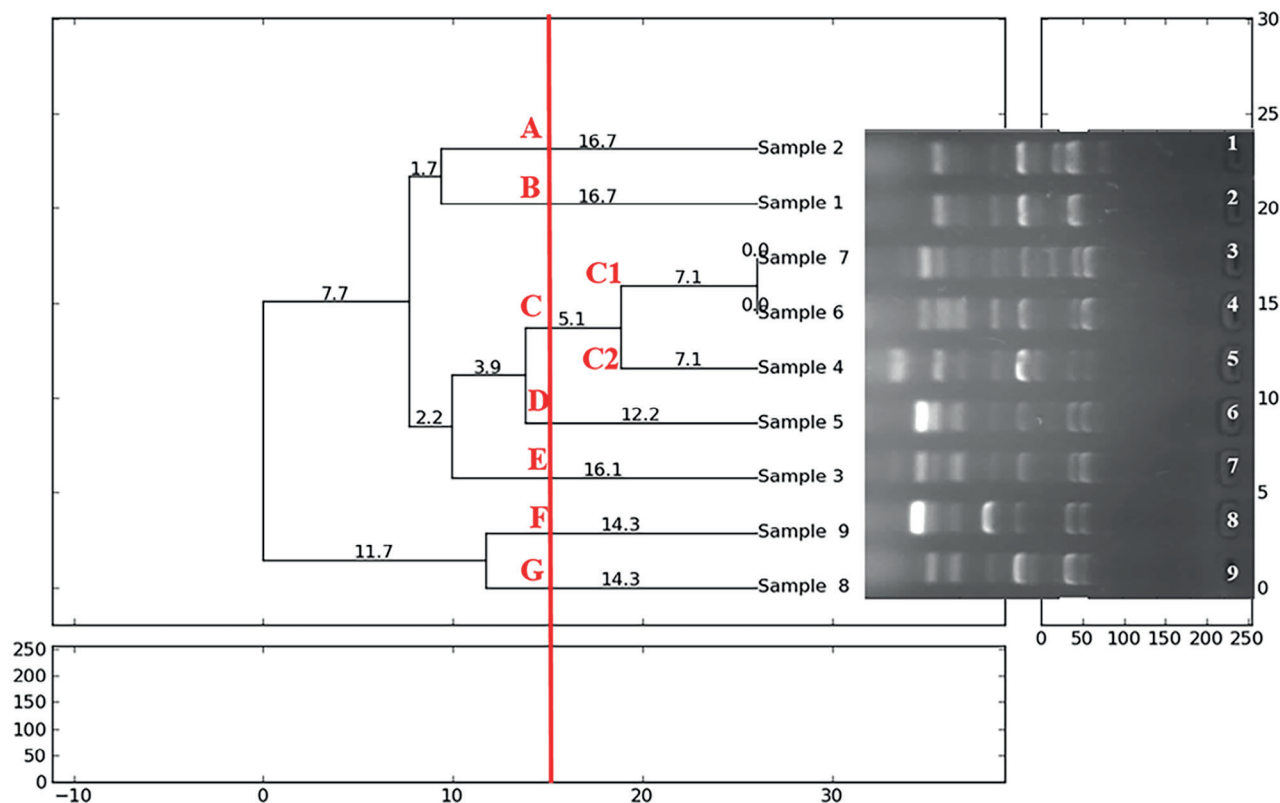 A
16.7
Sample 2
1.7
B
16.7
Sample 1
7.7
0.0
Sample 7
C1
7.1
0.0
Sample 6
C
5.1
C2
7.1
Sample 4
3.9
D
12.2
Sample 5
2.2
E
16.1
Sample 3
F
14.3
Sample 9
11.7
G
14.3
Sample 8
1
2
3
4
5
6
7
8
9
30
25
20
15
10
5
0
0 50 100 150 200 250
250
200
150
100
50
0
−10 0 10 20 30